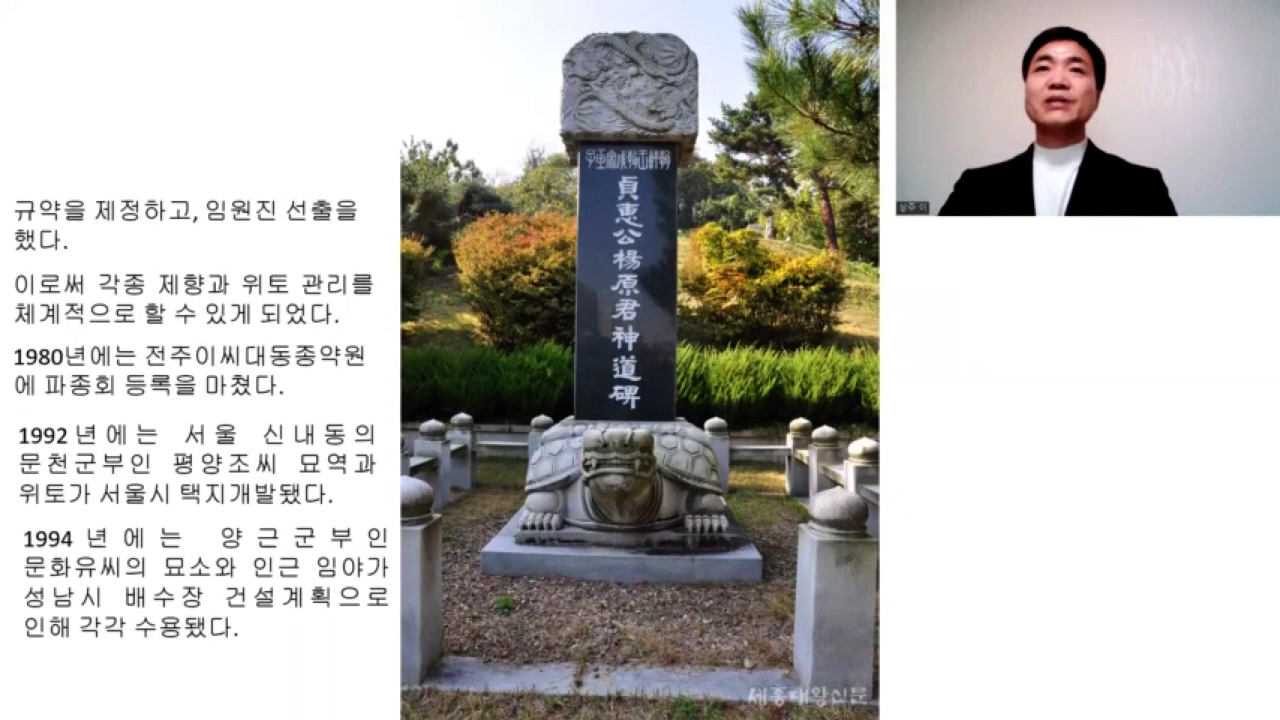 규약을 제정하고, 임원진 선출을
했다.
이로써 각종 제향과 위토 관리를
체계적으로 할 수 있게 되었다.
1980년에는 전주이씨대동종약원
에 파종회 등록을 마쳤다.
1992년에는 서울 신내동의
문천군부인 평양조씨 묘역과
위토가 서울시 택지개발됐다.
1994년에는 양근군부인
문화유씨의 묘소와 인근 임야가
성남시 배수장 건설계획으로
인해 각각 수용됐다.
貞惠公楊原君神道碑
세종대왕신문
상주 이